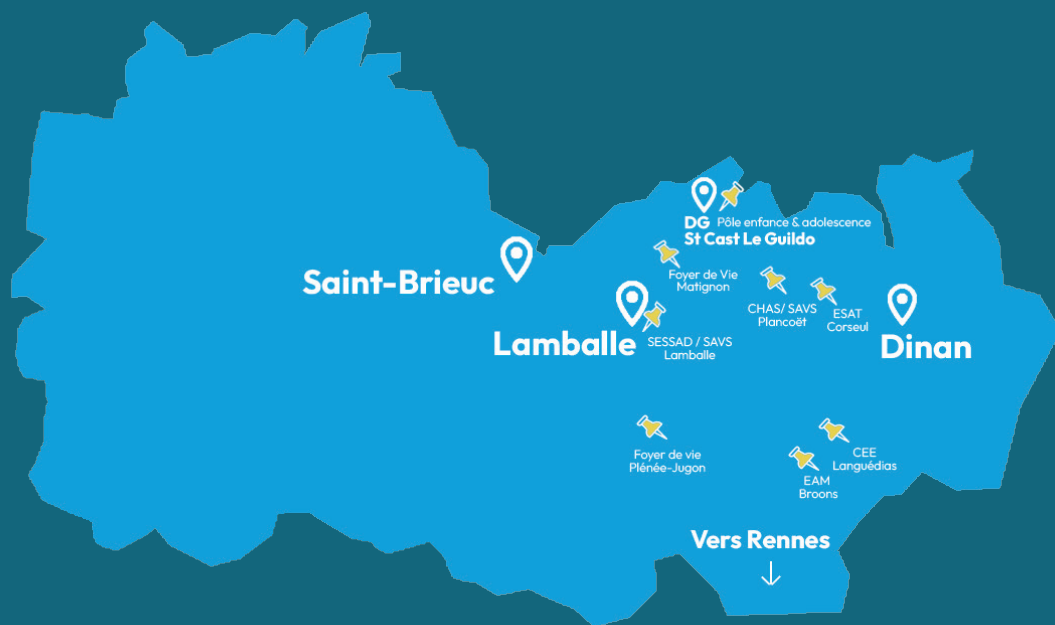 DG Pôle enfance & adolescence
St Cast Le Guildo
Saint-Brieuc
Foyer de Vie
Matignon
CHAS/ SAVS
Plancoët
ESAT
Corseul
Lamballe
SESSAD / SAVS
Lamballe
Dinan
Foyer de vie
Plénée-Jugon
CEE
Languédias
EAM
Broons
Vers Rennes